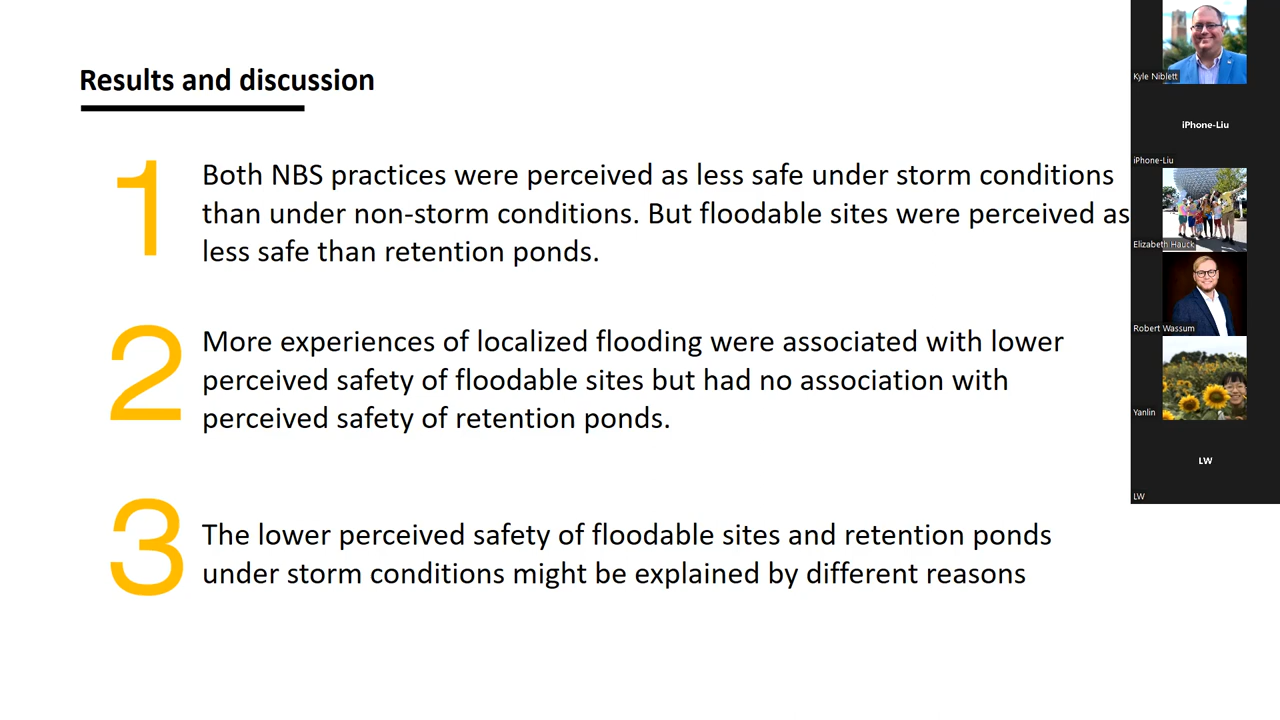 Results and discussion
1
Both NBS practices were perceived as less safe under storm conditions
than under non-storm conditions. But floodable sites were perceived as
less safe than retention ponds.
2
More experiences of localized flooding were associated with lower
perceived safety of floodable sites but had no association with
perceived safety of retention ponds.
3
The lower perceived safety of floodable sites and retention ponds
under storm conditions might be explained by different reasons
Kyle Niblett
iPhone-Liu
iPhone-Liu
Elizabeth Hauck
Robert Wassum
Yanlin
LW
LW